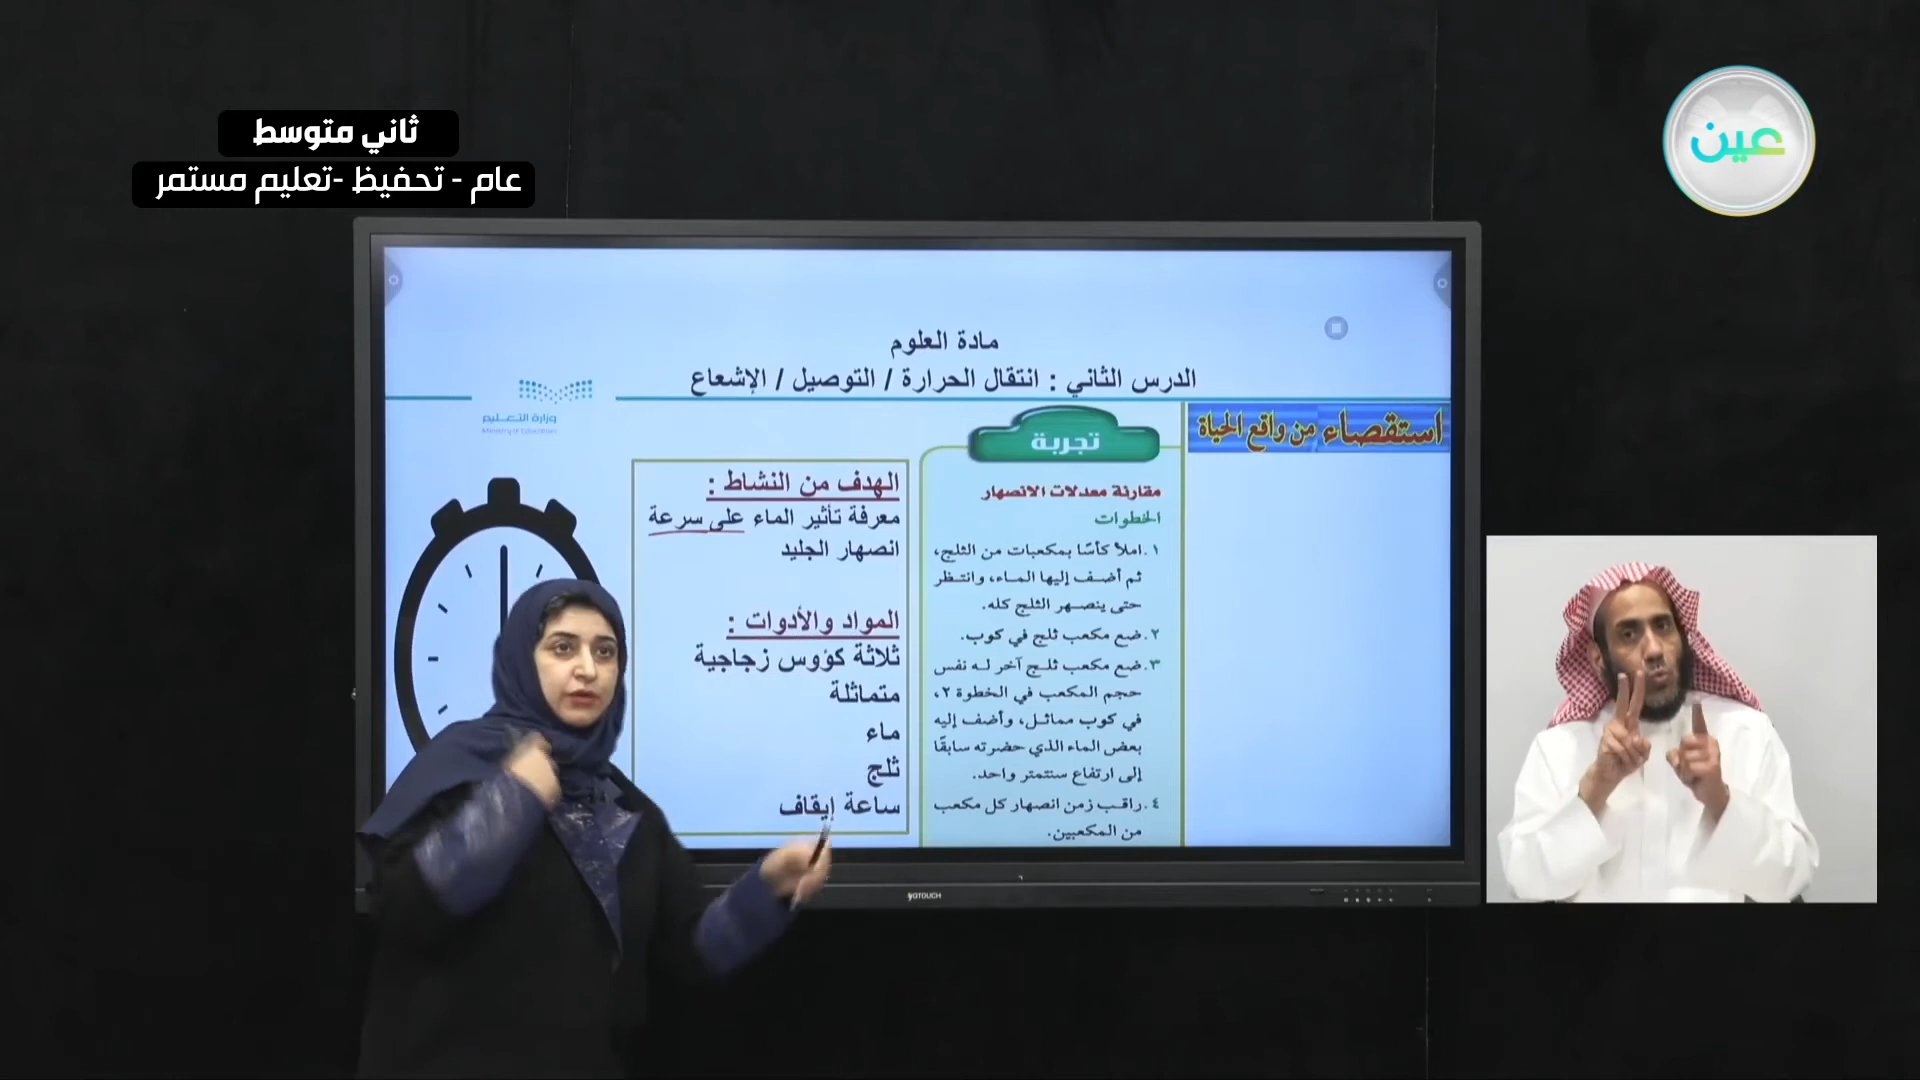 ثاني متوسط
عام - تحفيظ -تعليم مستمر
عين
مادة العلوم
الدرس الثاني : انتقال الحرارة / التوصيل / الإشعاع
وزارة التعليم
Ministry of Education
استقصاء من واقع الحياة
تجربة
مقارنة معدلات الانصهار
الخطوات
١. املأ كأسًا بمكعبات من الثلج،
ثم أضف إليها الماء، وانتظر
حتى ينصهر الثلج كله.
٢. ضع مكعب ثلج في كوب.
٣. ضع مكعب ثلج آخر له نفس
حجم المكعب في الخطوة ٢،
في كوب مماثل، وأضف إليه
بعض الماء الذي حضرته سابقًا
إلى ارتفاع سنتمتر واحد.
٤. راقب زمن انصهار كل مكعب
من المكعبين.
الهدف من النشاط :
معرفة تأثير الماء على سرعة
انصهار الجليد
المواد والأدوات :
ثلاثة كؤوس زجاجية
متماثلة
ماء
ثلج
ساعة إيقاف
YOTOUCH